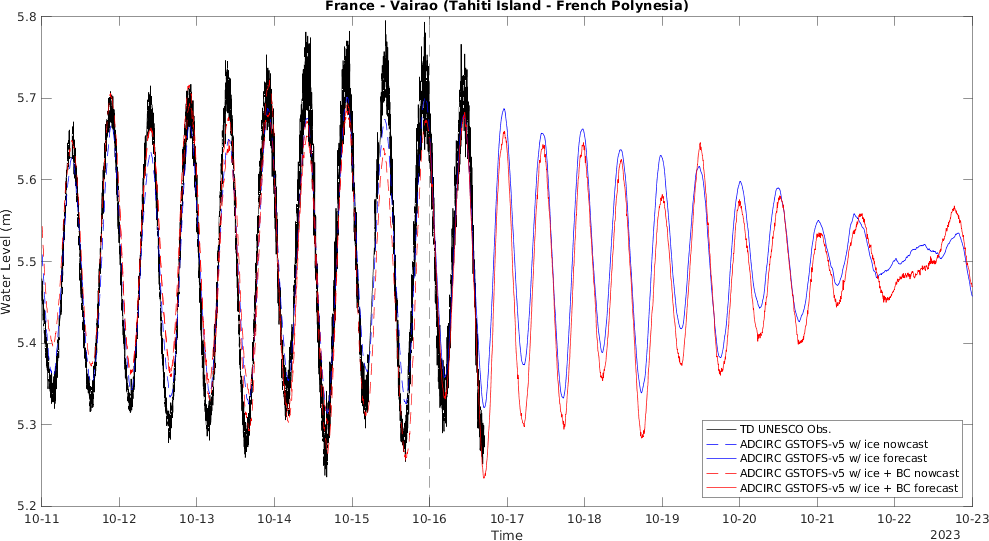 France - Vairao (Tahiti Island - French Polynesia)
5.8
5.7
5.6
5.5
5.4
5.3
5.2
Water Level (m)
10-11 10-12 10-13 10-14 10-15 10-16 10-17 10-18 10-19 10-20 10-21 10-22 10-23
Time
2023
TD UNESCO Obs.
ADCIRC GSTOFS-v5 w/ ice nowcast
ADCIRC GSTOFS-v5 w/ ice forecast
ADCIRC GSTOFS-v5 w/ ice + BC nowcast
ADCIRC GSTOFS-v5 w/ ice + BC forecast